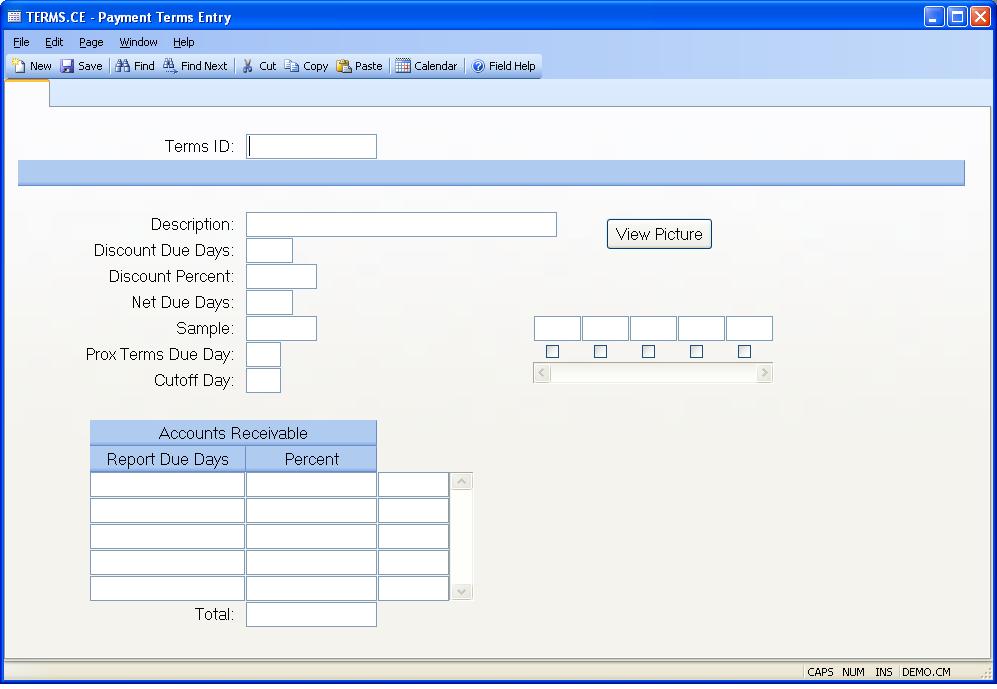 TERMS.CE - Payment Terms Entry
File Edit Page Window Help
New Save Find Find Next Cut Copy Paste Calendar Field Help
Terms ID:
Description:
View Picture
Discount Due Days:
Discount Percent:
Net Due Days:
Sample:
Prox Terms Due Day:
Cutoff Day:
Accounts Receivable
Report Due Days Percent
Total:
CAPS NUM INS DEMO.CM